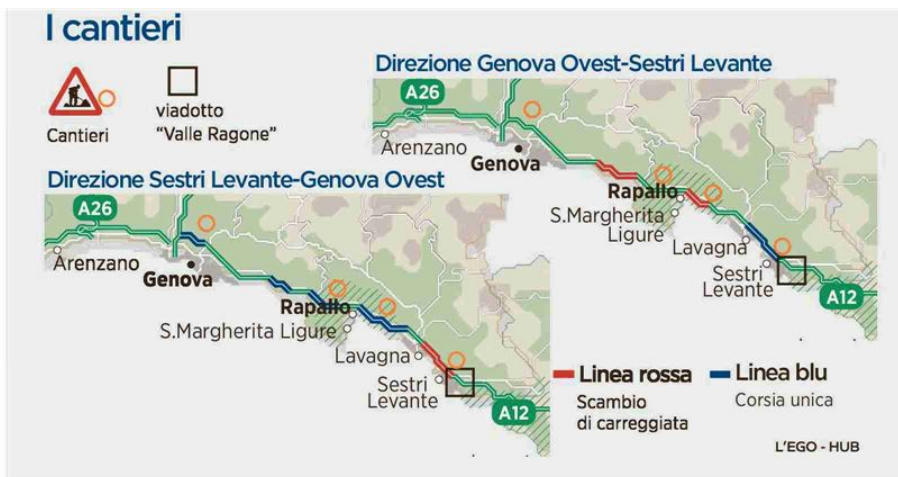 I cantieri
Cantieri
viadotto
"Valle Ragone"
Direzione Genova Ovest-Sestri Levante
A26
Arenzano
Genova
Rapallo
S.Margherita
Ligure
Lavagna
Sestri
Levante
A12
Direzione Sestri Levante-Genova Ovest
A26
Arenzano
Genova
Rapallo
S.Margherita Ligure
Lavagna
Sestri
Levante
A12
Linea rossa
Scambio
di carreggiata
Linea blu
Corsia unica
L'EGO - HUB